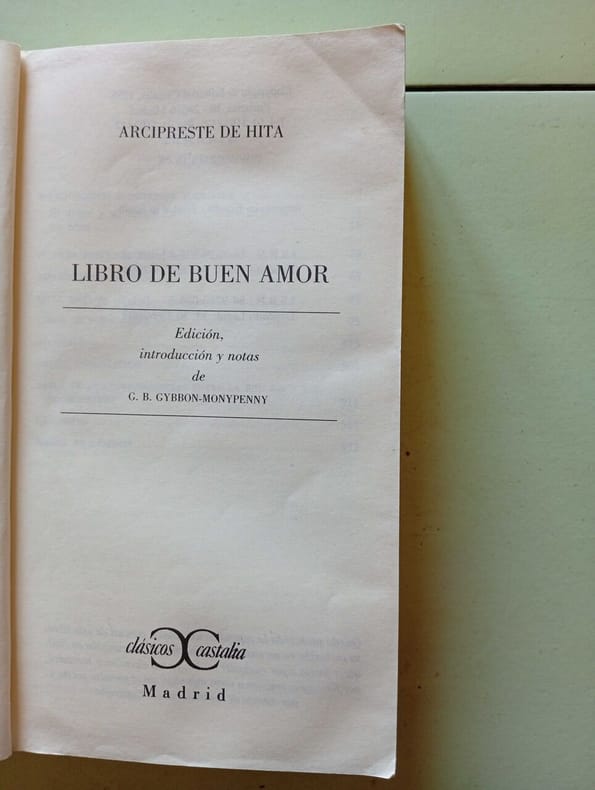 ARCIPRESTE DE HITA
LIBRO DE BUEN AMOR
Edición,
introducción y notas
de
G. B. GYBBON-MONYPENNY
clásicos castalia
Madrid